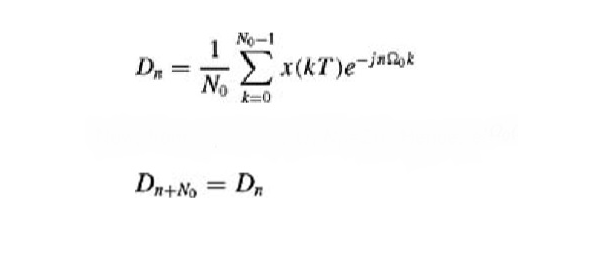 D_n = \frac{1}{N_0} \sum_{k=0}^{N_0-1} x(kT)e^{-jn\Omega_0 k}
D_{n+N_0} = D_n